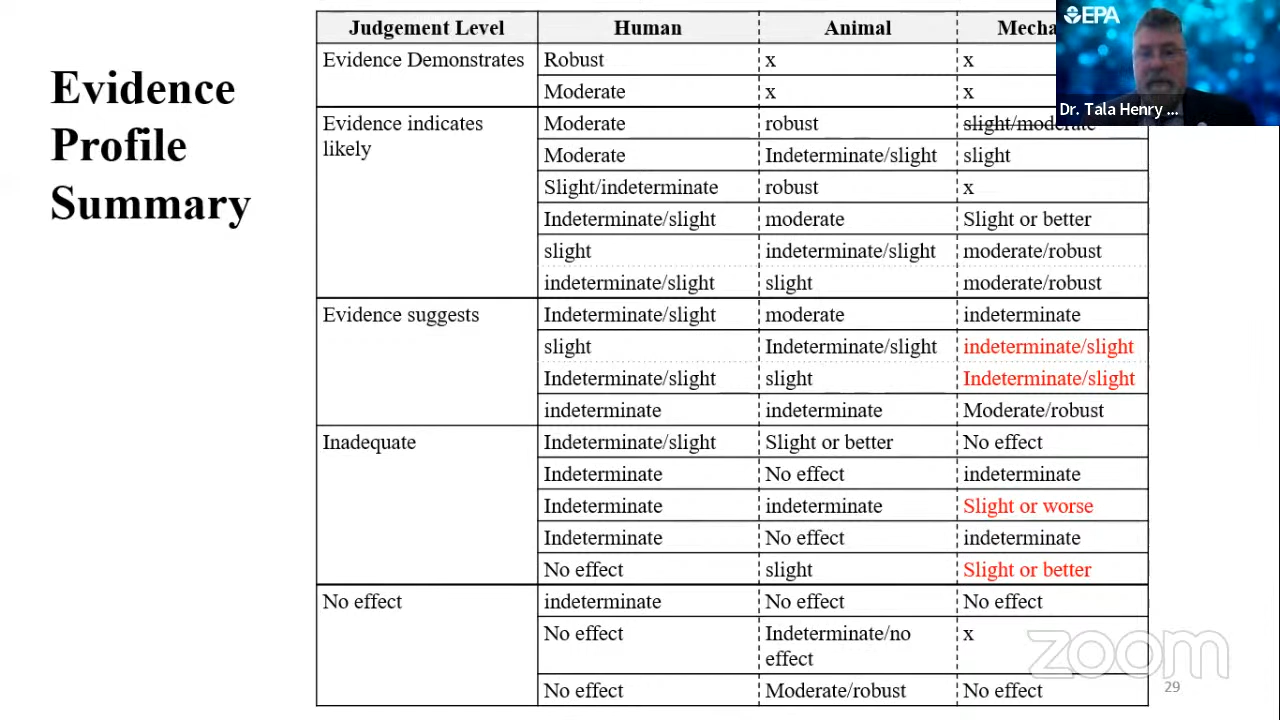 Evidence
Profile
Summary
Judgement Level Human Animal Mecha
Evidence Demonstrates Robust x x
Moderate x x
Evidence indicates Moderate robust slight/moderate
likely
Moderate Indeterminate/slight slight
Slight/indeterminate robust x
Indeterminate/slight moderate Slight or better
slight indeterminate/slight moderate/robust
indeterminate/slight slight moderate/robust
Evidence suggests Indeterminate/slight moderate indeterminate
slight Indeterminate/slight indeterminate/slight
Indeterminate/slight slight Indeterminate/slight
indeterminate indeterminate Moderate/robust
Inadequate Indeterminate/slight Slight or better No effect
Indeterminate No effect indeterminate
Indeterminate indeterminate Slight or worse
Indeterminate No effect indeterminate
No effect slight Slight or better
No effect indeterminate No effect No effect
No effect Indeterminate/no x
effect
No effect Moderate/robust No effect
EPA
Dr. Tala Henry ...
zoom
29